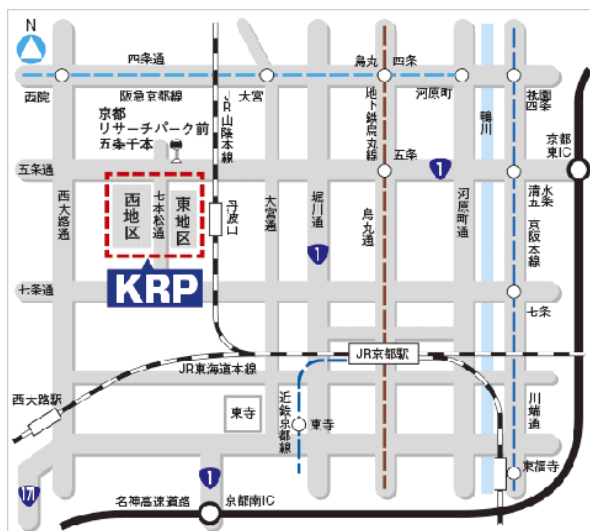 N
四条通
烏丸
四条
西院
阪急京都線
大宮
河原町
祇園
四条
京都
リサーチパーク前
五条千本
JR山陰本線
地下鉄烏丸線
鴨川
京都
東IC
五条通
五条
1
西大路通
西地区
七本松通
東地区
丹波口
大宮通
堀川通
烏丸通
河原町通
清水
五条
京阪本線
1
KRP
七条通
七条
JR京都駅
JR東海道本線
西大路駅
東寺
近鉄京都線
東寺
川端通
東福寺
171
1
名神高速道路
京都南IC